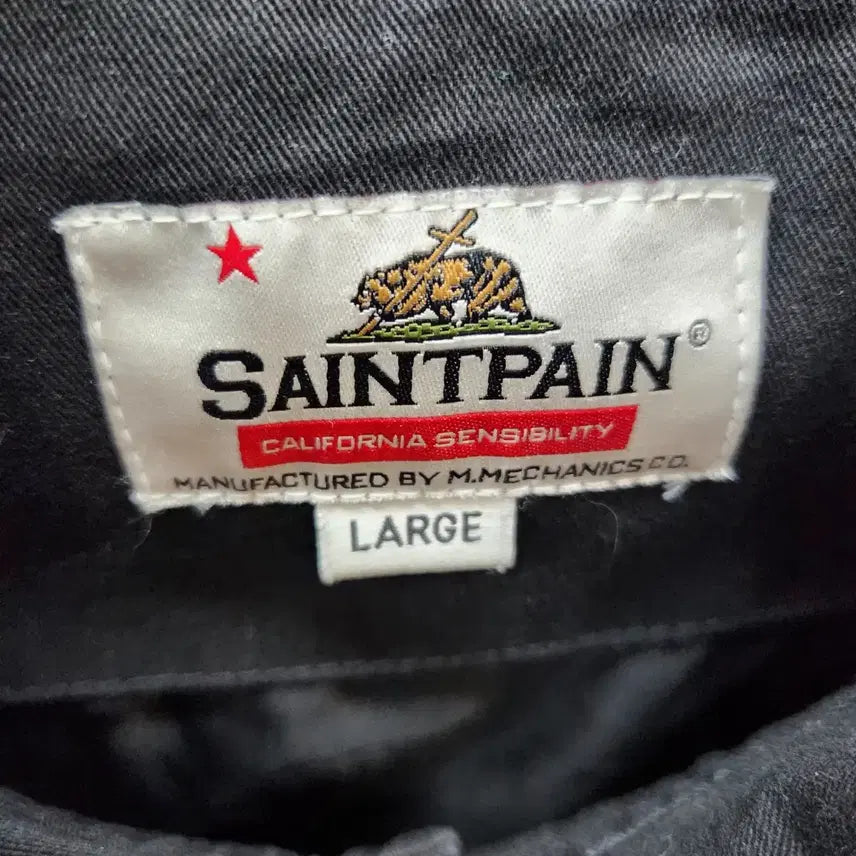 SAINTPAIN®
CALIFORNIA SENSIBILITY
MANUFACTURED BY M.MECHANICS CO.
LARGE